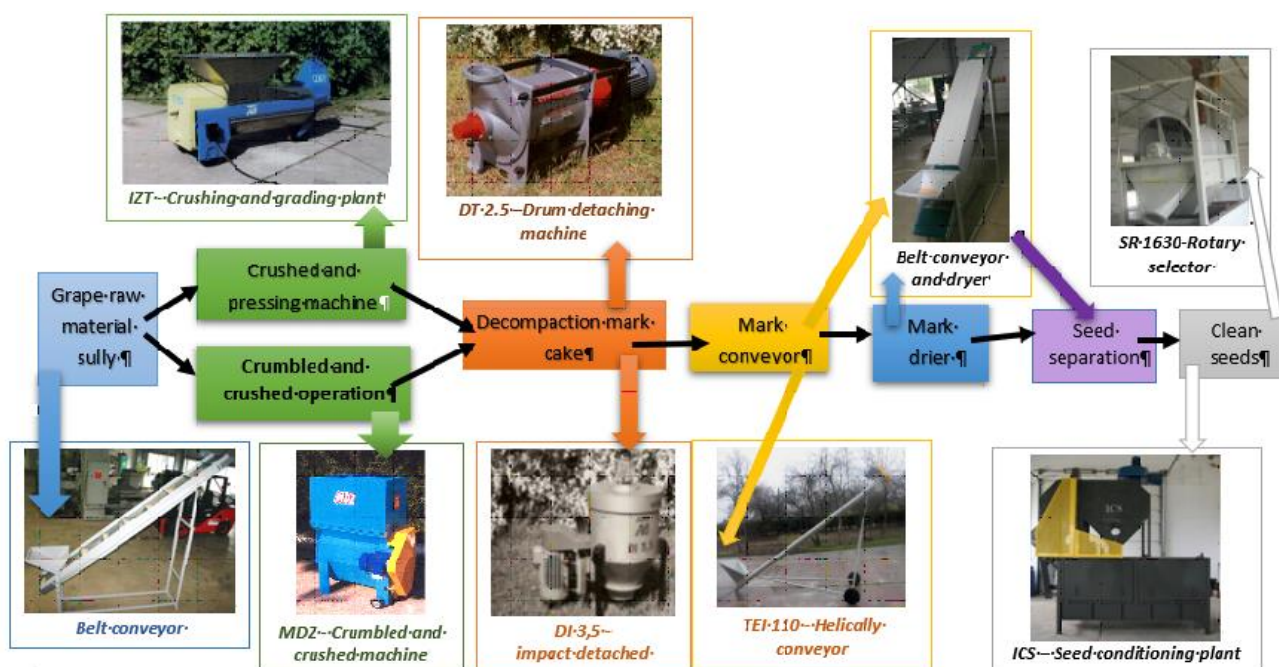 IZT-·-Crushing·and·grading·plant
DT·2.5·-Drum·detaching·
machine
Belt·conveyor·
and·dryer
SR·1630-Rotary·
selector·
Grape·raw·
material·
sully·¶
Crushed·and·
pressing·machine·¶
Crumbled·and·
crushed·operation·¶
Decompaction·mark·
cake¶
Mark·
conveyor·¶
Mark·
drier·¶
Seed·
separation¶
Clean·
seeds¶
Belt·conveyor
MD2·-·Crumbled·and·
crushed·machine
DI·3,5·-
impact·detached
TEI·110·-·Helically·
conveyor
ICS
ICS·-·Seed·conditioning·plant